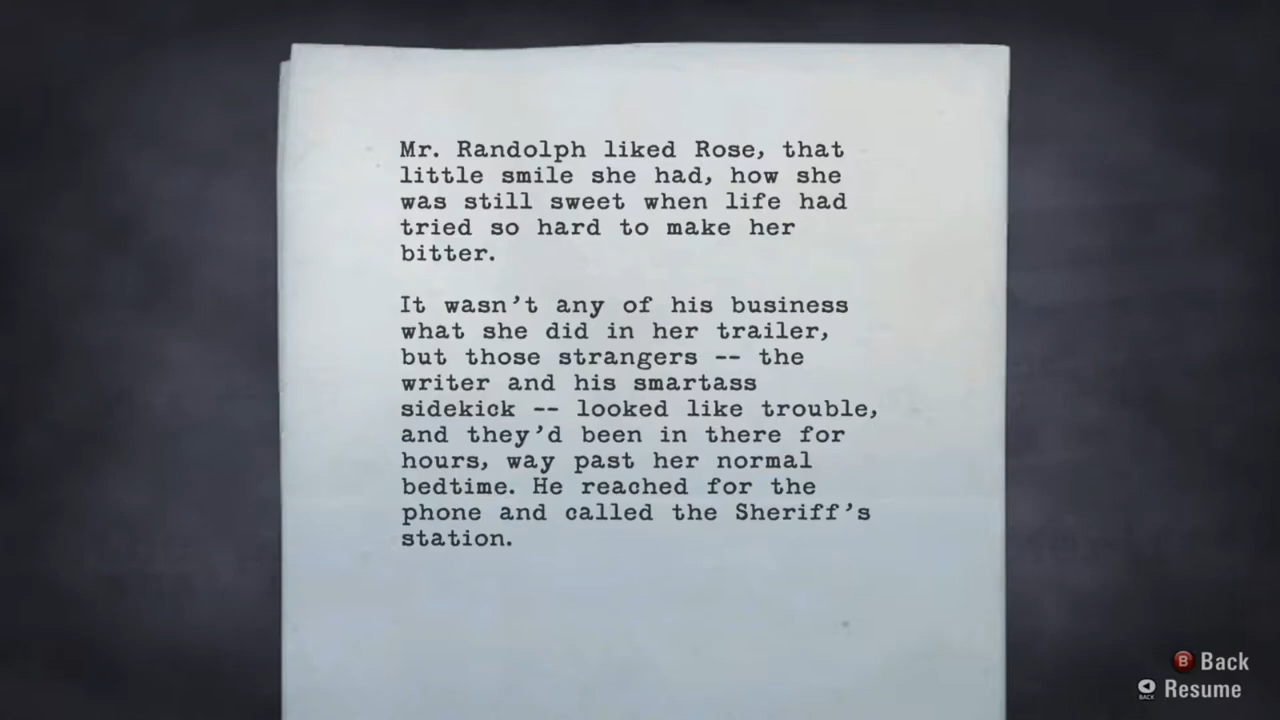 Mr. Randolph liked Rose, that
little smile she had, how she
was still sweet when life had
tried so hard to make her
bitter.
It wasn't any of his business
what she did in her trailer,
but those strangers -- the
writer and his smartass
sidekick -- looked like trouble,
and they'd been in there for
hours, way past her normal
bedtime. He reached for the
phone and called the Sheriff's
station.
B Back
BACK Resume